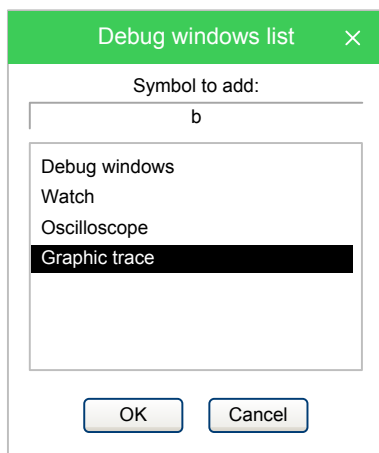 Debug windows list
Symbol to add:
b
Debug windows
Watch
Oscilloscope
Graphic trace
OK Cancel